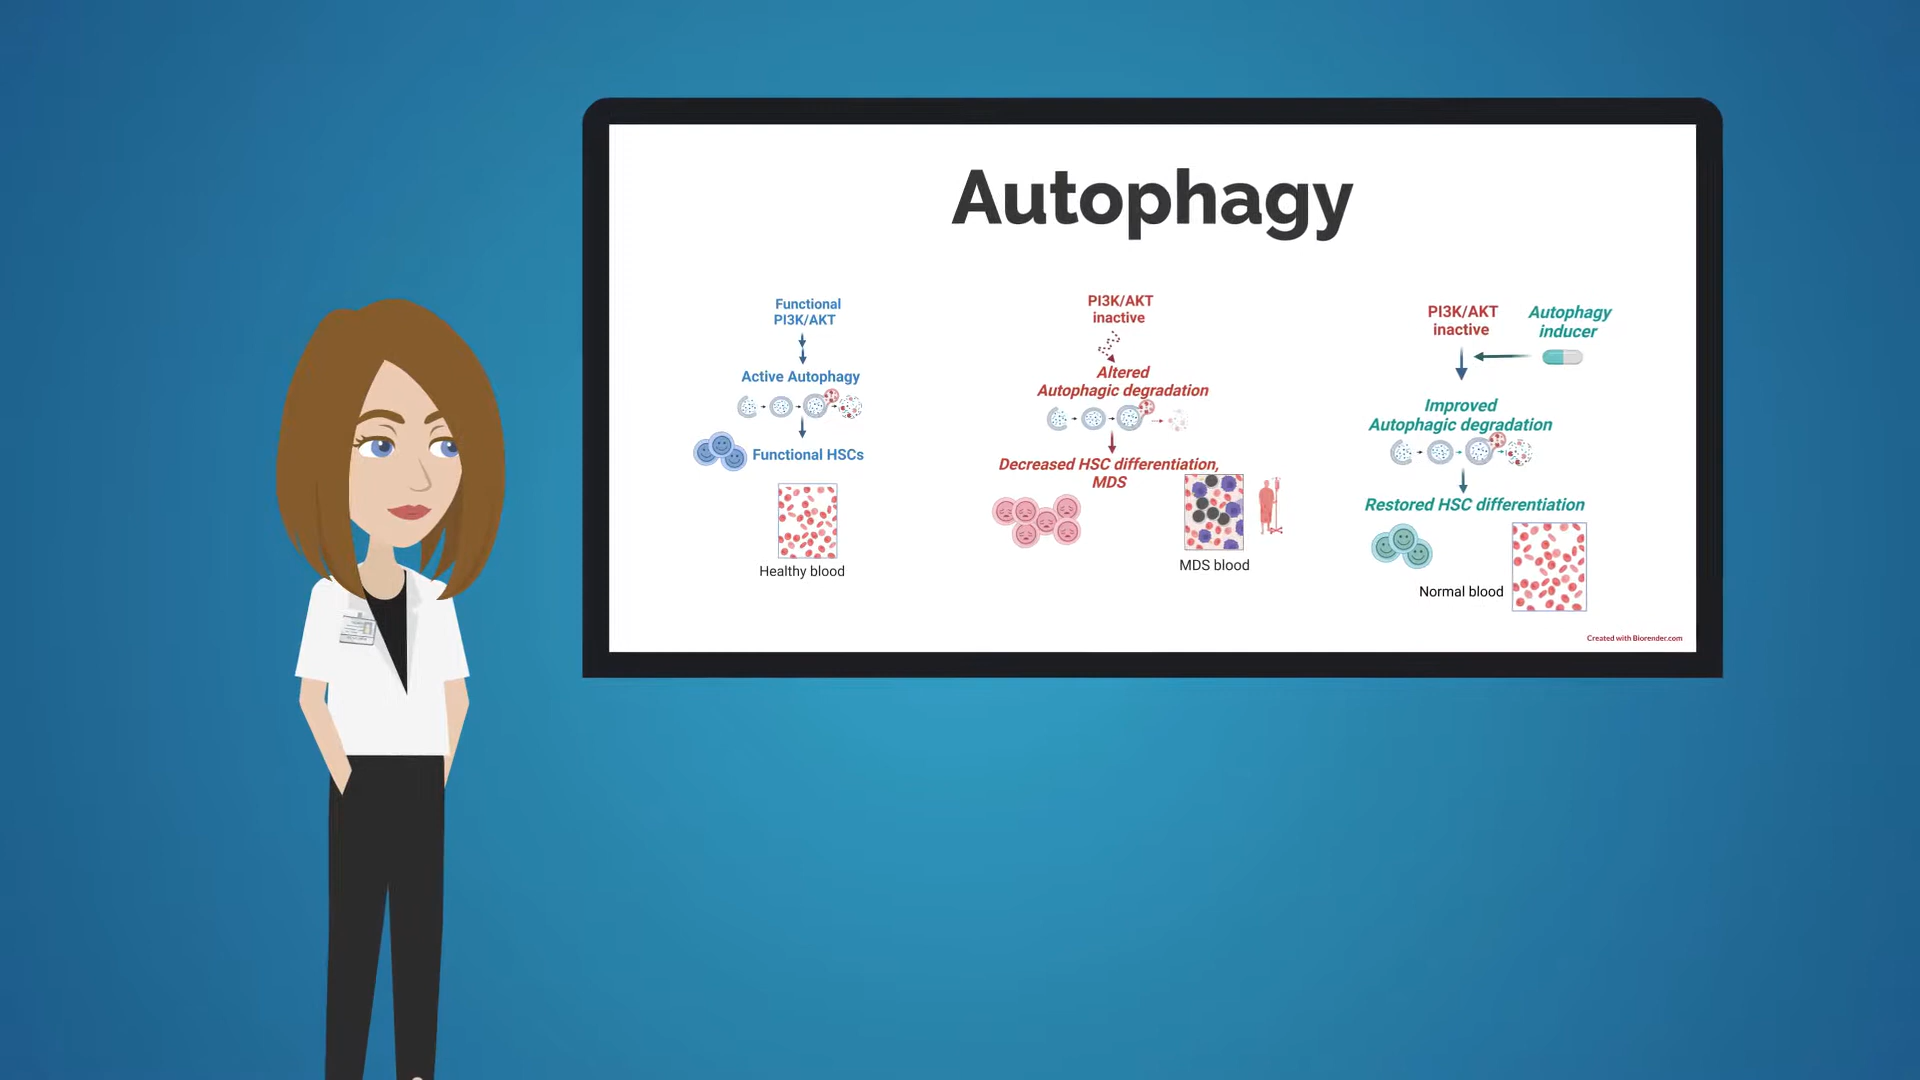 Autophagy
Functional
PI3K/AKT
Active Autophagy
Functional HSCs
Healthy blood
PI3K/AKT
inactive
Altered
Autophagic degradation
Decreased HSC differentiation,
MDS
MDS blood
PI3K/AKT
inactive
Autophagy
inducer
Improved
Autophagic degradation
Restored HSC differentiation
Normal blood
Created with Biorender.com